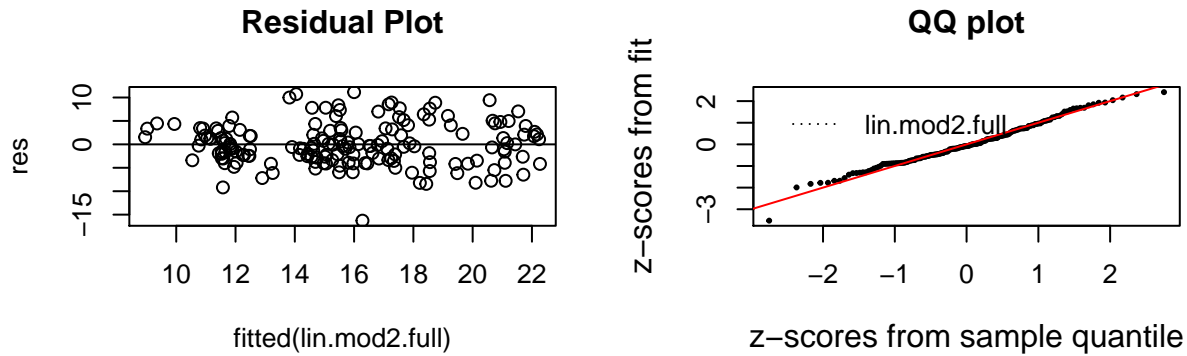 Residual Plot
res
10
0
−15
10 12 14 16 18 20 22
fitted(lin.mod2.full)
QQ plot
z−scores from fit
2
0
−3
lin.mod2.full
−2 −1 0 1 2
z−scores from sample quantile